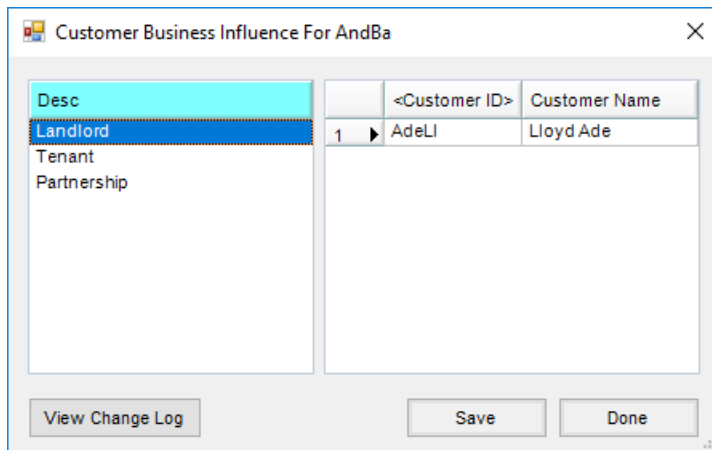 Customer Business Influence For AndBa
Desc
Landlord
Tenant
Partnership
<Customer ID> Customer Name
1 AdeLl Lloyd Ade
View Change Log
Save
Done